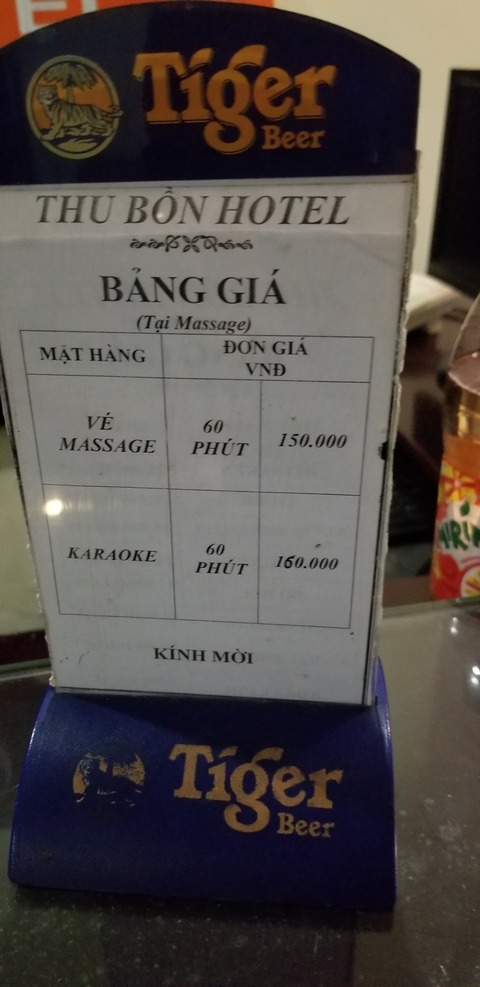 Tiger
Beer
THU BỒN HOTEL
BẢNG GIÁ
(Tại Massage)
MẶT HÀNG
ĐƠN GIÁ
VNĐ
VÉ
MASSAGE
60
PHÚT
150.000
KARAOKE
60
PHÚT
160.000
KÍNH MỜI
Tiger
Beer